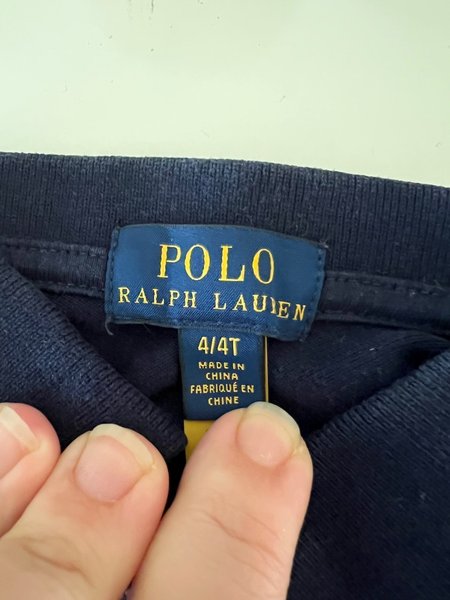 POLO
RALPH LAUREN
4/4T
MADE IN
CHINA
FABRIQUÉ EN
CHINE